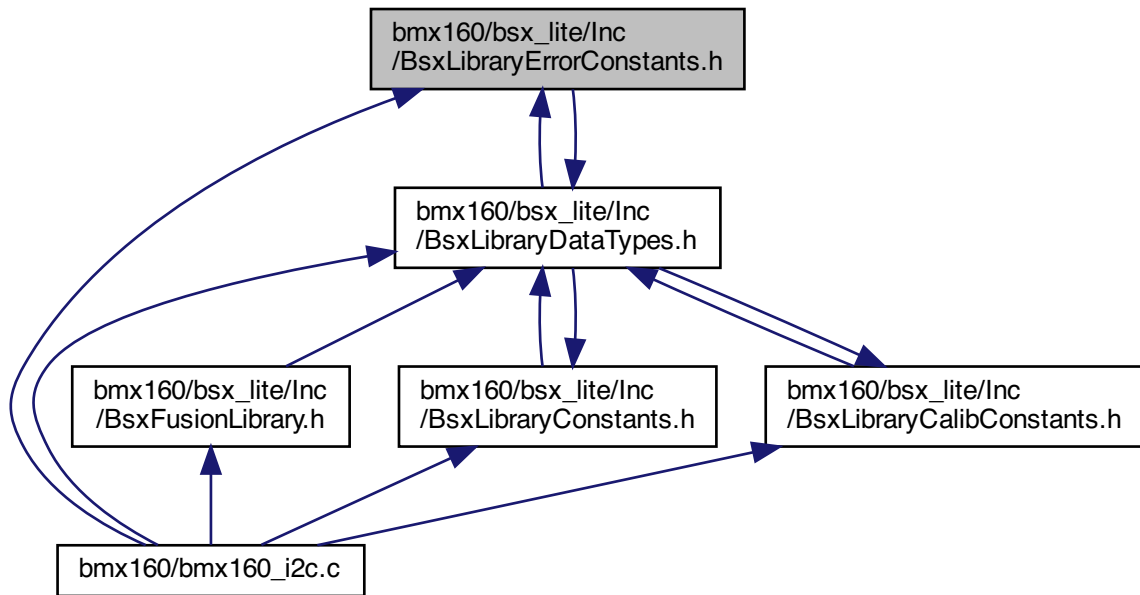 bmx160/bsx_lite/Inc
/BsxLibraryErrorConstants.h
bmx160/bsx_lite/Inc
/BsxLibraryDataTypes.h
bmx160/bsx_lite/Inc
/BsxFusionLibrary.h
bmx160/bsx_lite/Inc
/BsxLibraryConstants.h
bmx160/bsx_lite/Inc
/BsxLibraryCalibConstants.h
bmx160/bmx160_i2c.c